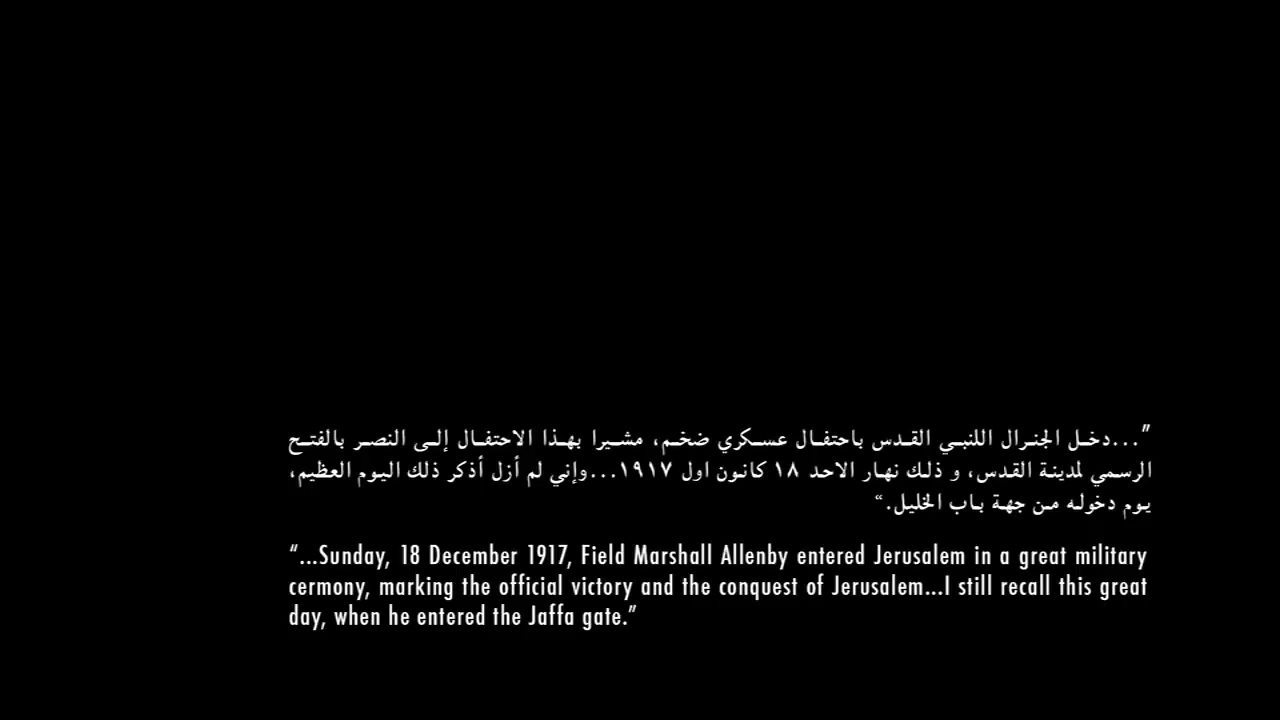 ”...دخل الجنرال اللنبي القدس باحتفال عسكري ضخم، مشيرا بهذا الاحتفال إلى النصر بالفتح
الرسمي لمدينة القدس، و ذلك نهار الاحد ١٨ كانون اول ١٩١٧...وإني لم أزل أذكر ذلك اليوم العظيم،
يوم دخوله من جهة باب الخليل.“
“...Sunday, 18 December 1917, Field Marshall Allenby entered Jerusalem in a great military
cermony, marking the official victory and the conquest of Jerusalem...I still recall this great
day, when he entered the Jaffa gate.”